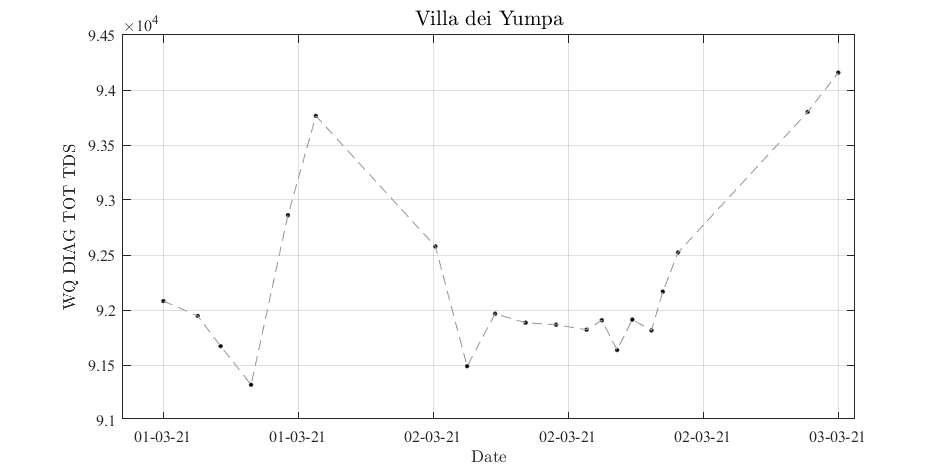 Villa dei Yumpa
×10⁴
9.45
9.4
9.35
9.3
9.25
9.2
9.15
9.1
WQ DIAG TOT TDS
01-03-21 01-03-21 02-03-21 02-03-21 02-03-21 03-03-21
Date